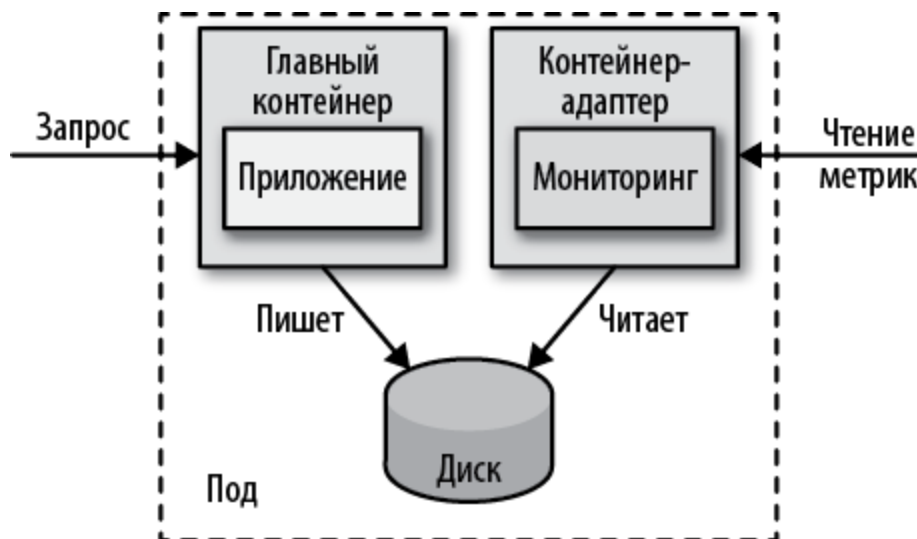 Главный
контейнер
Контейнер-
адаптер
Запрос
Приложение
Мониторинг
Чтение
метрик
Пишет
Читает
Диск
Под